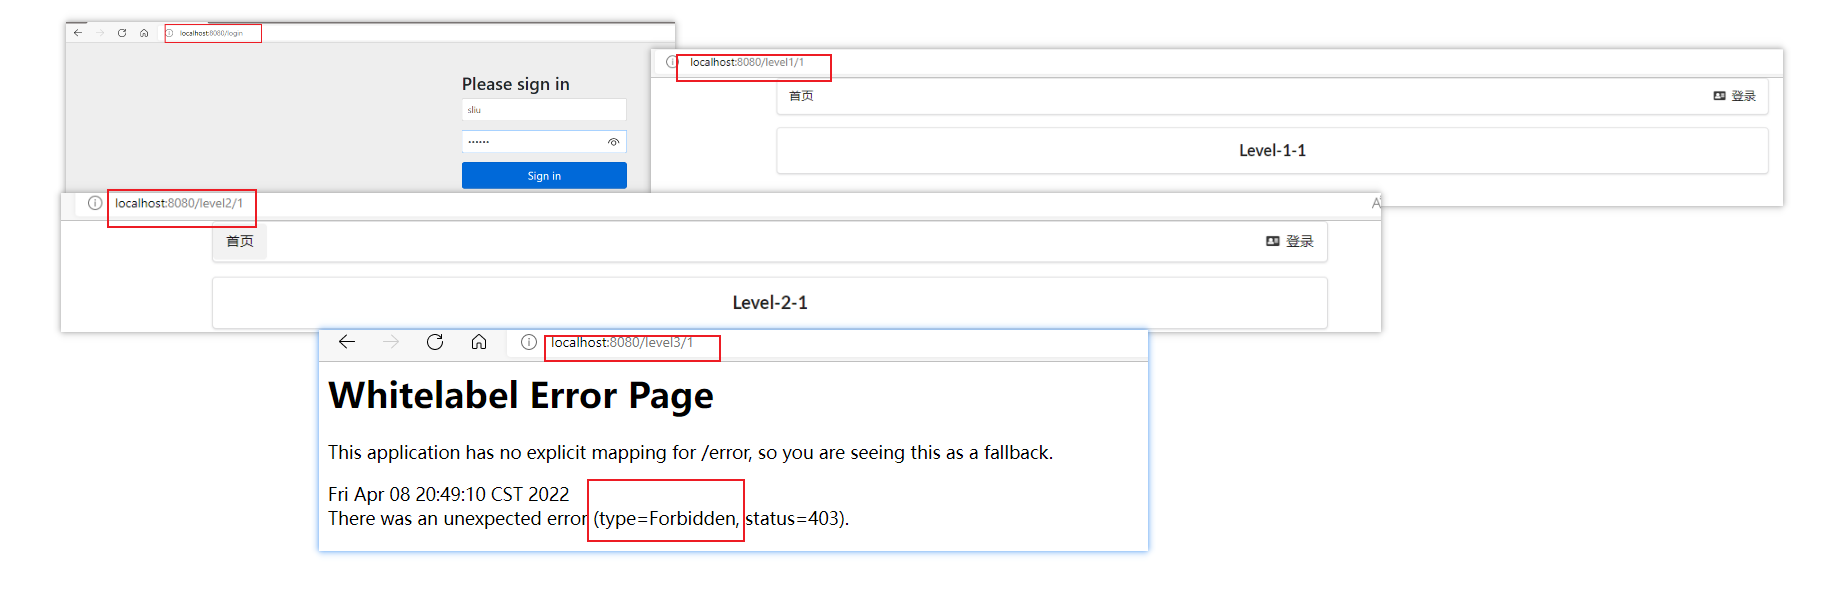 localhost:8080/login
Please sign in
sliu
······
Sign in
localhost:8080/level1/1
首页
登录
Level-1-1
localhost:8080/level2/1
A
首页
登录
Level-2-1
localhost:8080/level3/1
Whitelabel Error Page
This application has no explicit mapping for /error, so you are seeing this as a fallback.
Fri Apr 08 20:49:10 CST 2022
There was an unexpected error (type=Forbidden, status=403).